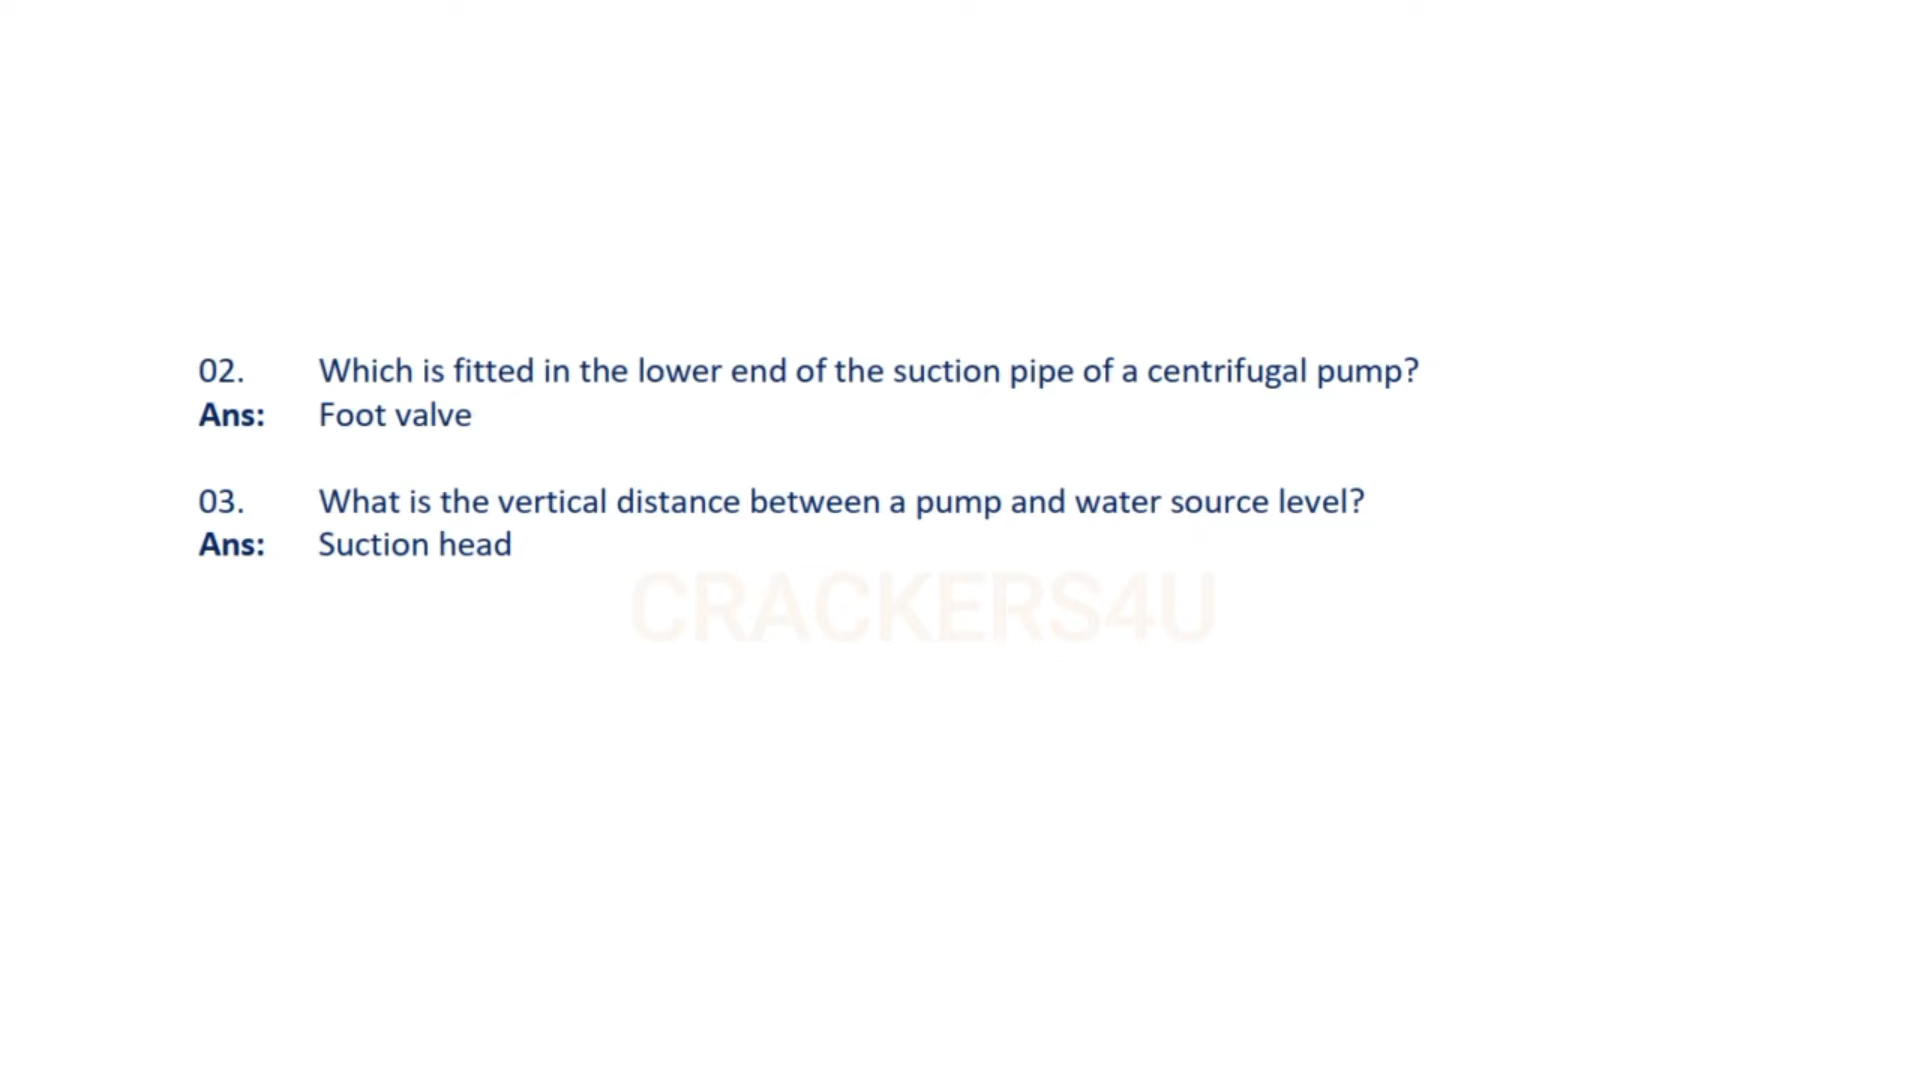 02. Which is fitted in the lower end of the suction pipe of a centrifugal pump?
Ans: Foot valve
03. What is the vertical distance between a pump and water source level?
Ans: Suction head
CRACKERS4U